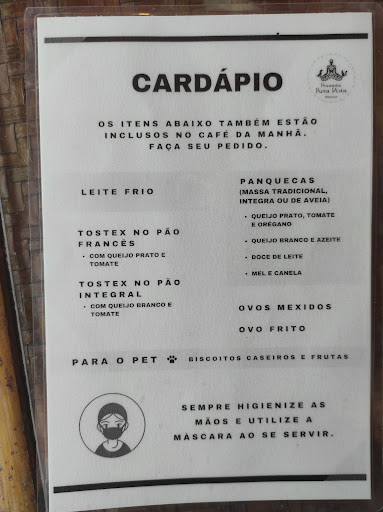 CARDÁPIO
Pura Vida
OS ITENS ABAIXO TAMBÉM ESTÃO
INCLUSOS NO CAFÉ DA MANHÃ.
FAÇA SEU PEDIDO.
LEITE FRIO
TOSTEX NO PÃO
FRANCÊS
• COM QUEIJO PRATO E
TOMATE
TOSTEX NO PÃO
INTEGRAL
• COM QUEIJO BRANCO E
TOMATE
PANQUECAS
(MASSA TRADICIONAL,
INTEGRA OU DE AVEIA)
• QUEIJO PRATO, TOMATE
E ORÉGANO
• QUEIJO BRANCO E AZEITE
• DOCE DE LEITE
• MEL E CANELA
OVOS MEXIDOS
OVO FRITO
PARA O PET BISCOITOS CASEIROS E FRUTAS
SEMPRE HIGIENIZE AS
MÃOS E UTILIZE A
MÁSCARA AO SE SERVIR.